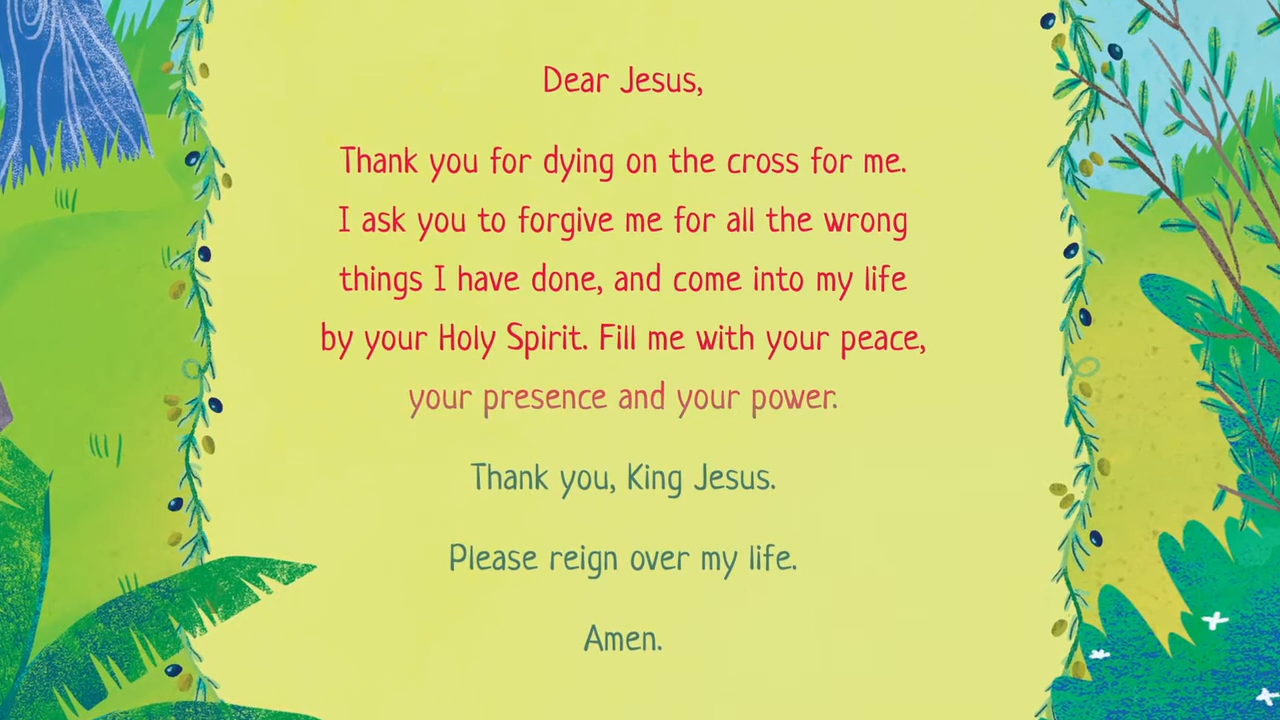 Dear Jesus,
Thank you for dying on the cross for me.
I ask you to forgive me for all the wrong
things I have done, and come into my life
by your Holy Spirit. Fill me with your peace,
your presence and your power.
Thank you, King Jesus.
Please reign over my life.
Amen.